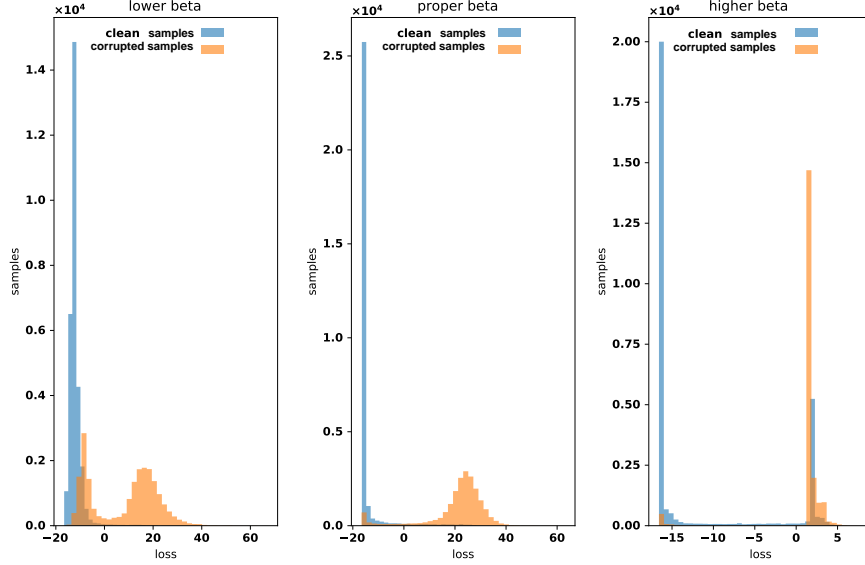 lower beta
×10⁴
clean samples
corrupted samples
1.4
1.2
1.0
0.8
0.6
0.4
0.2
0.0
samples
−20 0 20 40 60
loss
proper beta
×10⁴
clean samples
corrupted samples
2.5
2.0
1.5
1.0
0.5
0.0
samples
−20 0 20 40 60
loss
higher beta
×10⁴
clean samples
corrupted samples
2.00
1.75
1.50
1.25
1.00
0.75
0.50
0.25
0.00
samples
−15 −10 −5 0 5
loss